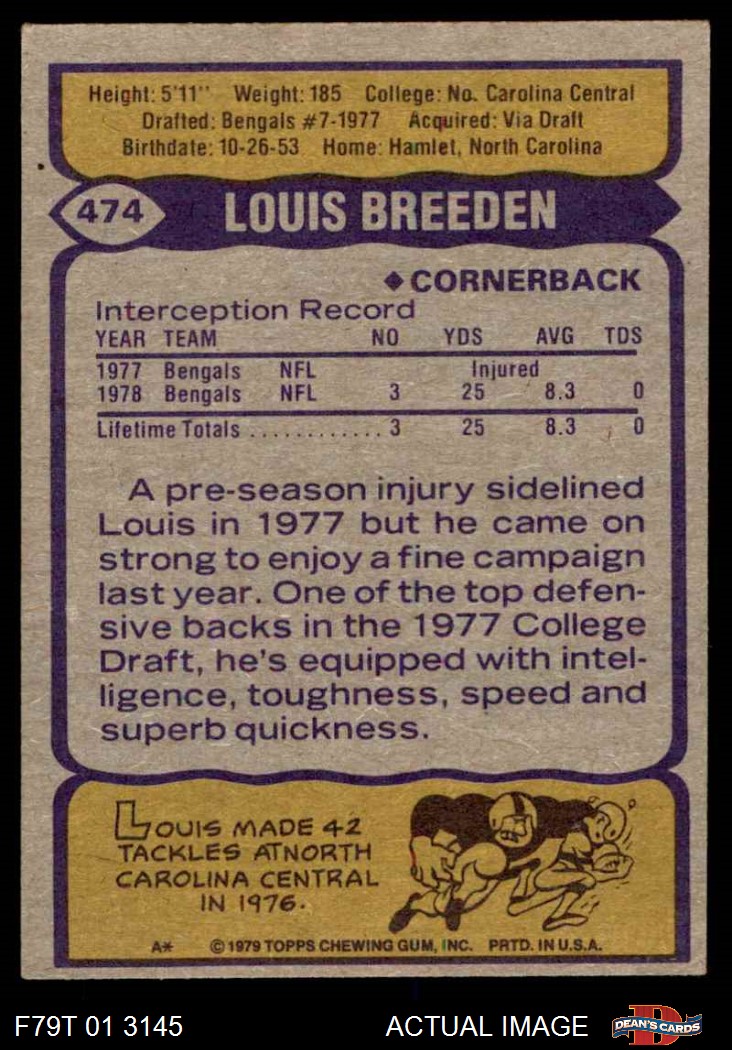 Height: 5'11" Weight: 185 College: No. Carolina Central
Drafted: Bengals #7-1977 Acquired: Via Draft
Birthdate: 10-26-53 Home: Hamlet, North Carolina
474 LOUIS BREEDEN
◆ CORNERBACK
Interception Record
YEAR TEAM NO YDS AVG TDS
1977 Bengals NFL Injured
1978 Bengals NFL 3 25 8.3 0
Lifetime Totals ............ 3 25 8.3 0
A pre-season injury sidelined
Louis in 1977 but he came on
strong to enjoy a fine campaign
last year. One of the top defen-
sive backs in the 1977 College
Draft, he's equipped with intel-
ligence, toughness, speed and
superb quickness.
LOUIS MADE 42
TACKLES AT NORTH
CAROLINA CENTRAL
IN 1976.
A* © 1979 TOPPS CHEWING GUM, INC. PRTD. IN U.S.A.
F79T 01 3145 ACTUAL IMAGE D DEAN'S CARDS